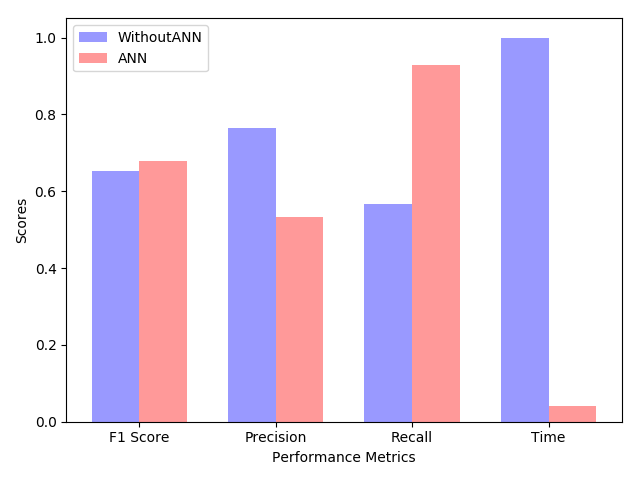 WithoutANN
ANN
1.0
0.8
0.6
0.4
0.2
0.0
Scores
F1 Score Precision Recall Time
Performance Metrics